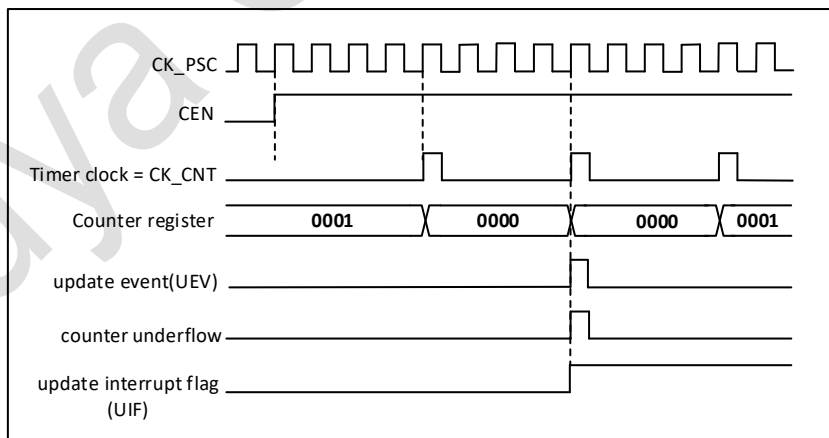 CK_PSC
CEN
Timer clock = CK_CNT
Counter register 0001 0000 0000 0001
update event(UEV)
counter underflow
update interrupt flag
(UIF)